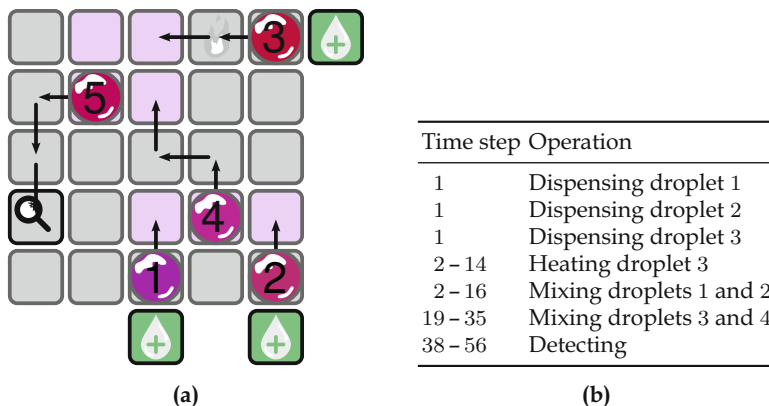 3
5
4
1
2
(a)
Time step Operation
1 Dispensing droplet 1
1 Dispensing droplet 2
1 Dispensing droplet 3
2 – 14 Heating droplet 3
2 – 16 Mixing droplets 1 and 2
19 – 35 Mixing droplets 3 and 4
38 – 56 Detecting
(b)